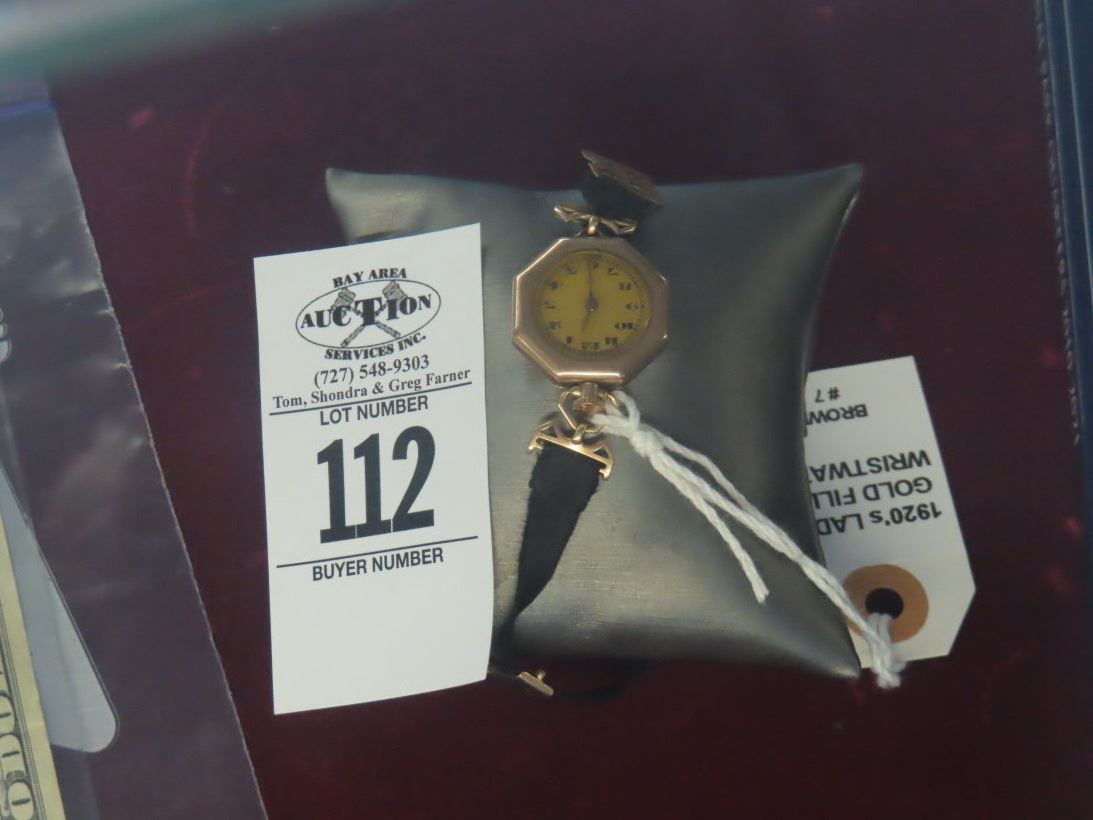 BAY AREA
AUCTION
SERVICES INC.
(727) 548-9303
Tom, Shondra & Greg Farner
LOT NUMBER
112
BUYER NUMBER
1920's LAD
GOLD FILL
WRISTWA
BROW
#7